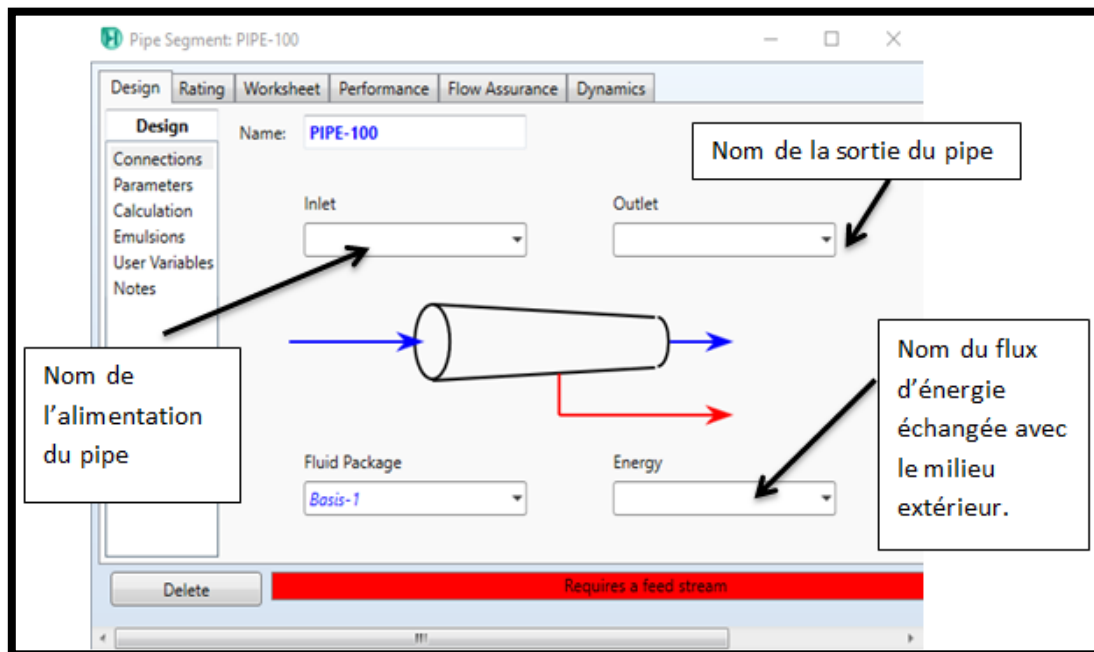 Pipe Segment: PIPE-100
Design Rating Worksheet Performance Flow Assurance Dynamics
Design
Connections
Parameters
Calculation
Emulsions
User Variables
Notes
Name: PIPE-100
Nom de la sortie du pipe
Inlet
Outlet
Nom de
l'alimentation
du pipe
Nom du flux
d'énergie
échangée avec
le milieu
extérieur.
Fluid Package
Basis-1
Energy
Delete
Requires a feed stream